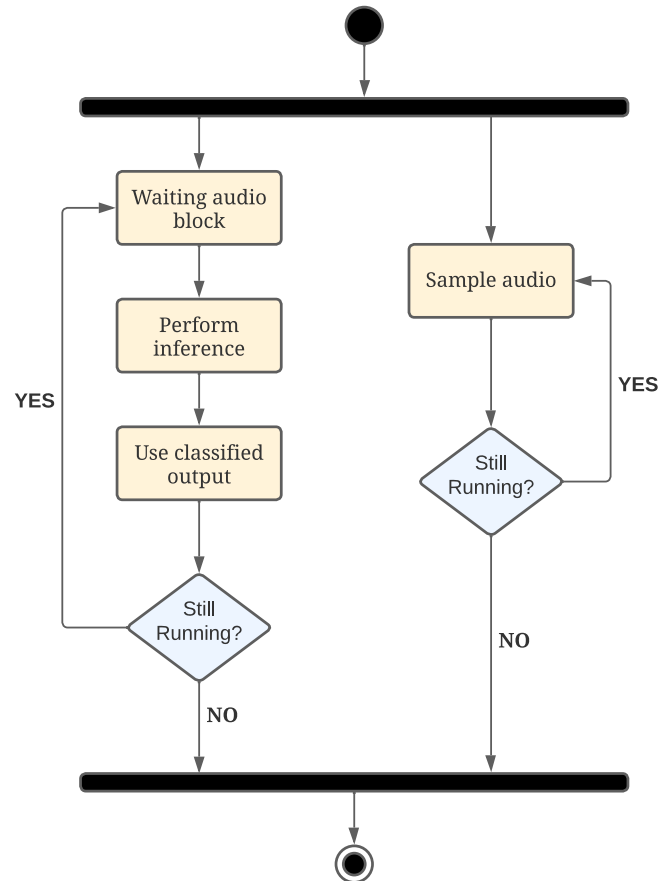 Waiting audio
block
Perform
inference
Use classified
output
Still
Running?
YES
NO
Sample audio
Still
Running?
YES
NO